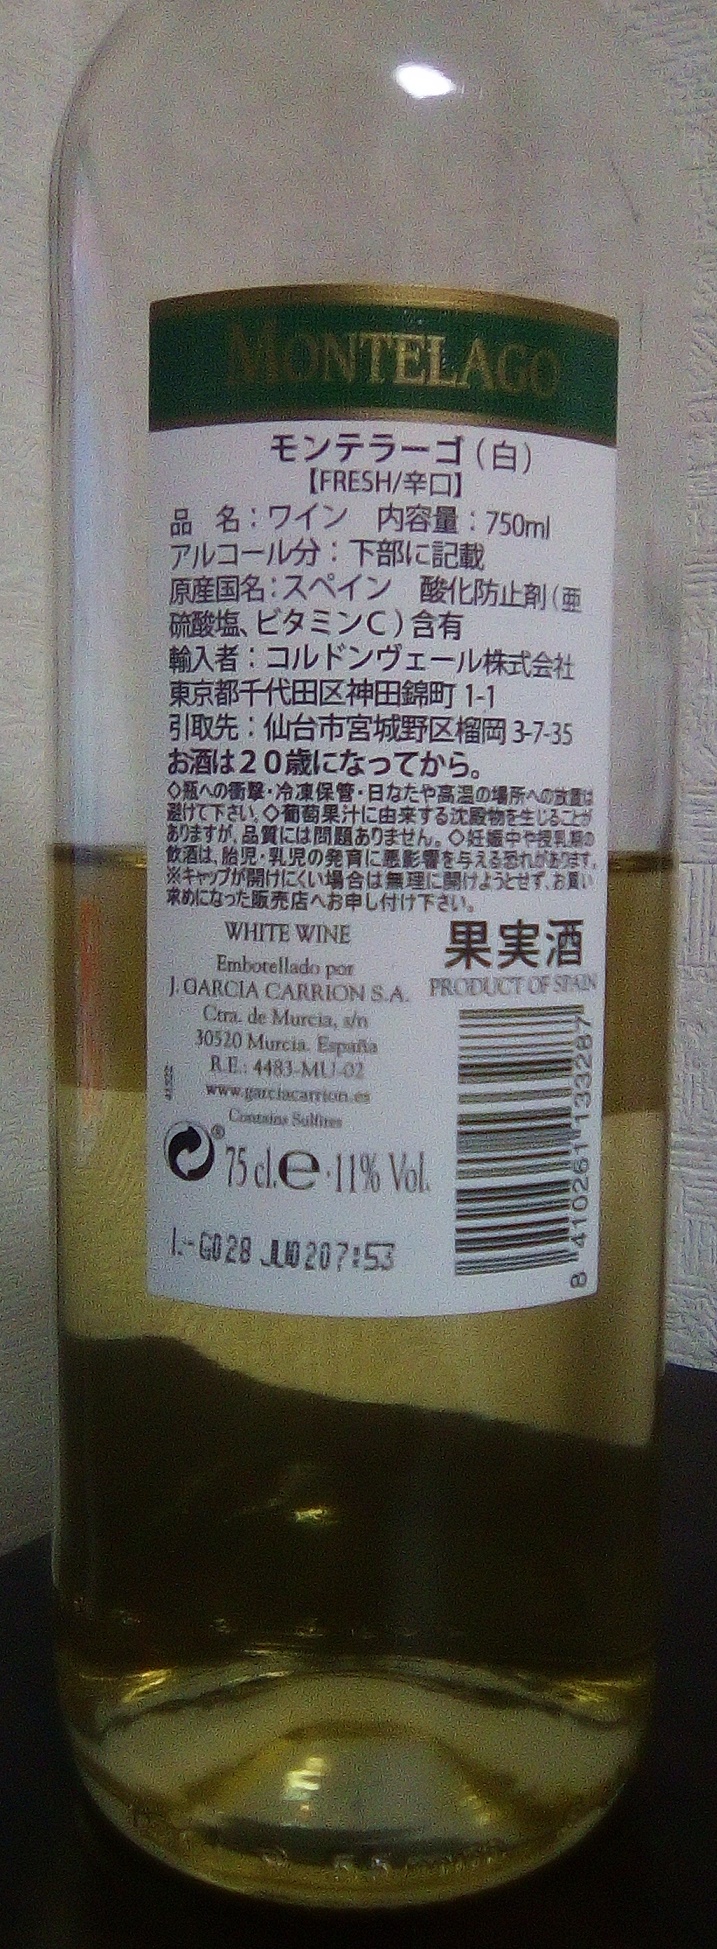 MONTELAGO
モンテラーゴ(白)
【FRESH/辛口】
品 名:ワイン 内容量:750ml
アルコール分:下部に記載
原産国名:スペイン 酸化防止剤(亜
硫酸塩、ビタミンC)含有
輸入者:コルドンヴェール株式会社
東京都千代田区神田錦町 1-1
引取先:仙台市宮城野区榴岡 3-7-35
お酒は20歳になってから。
◇瓶への衝撃・冷凍保管・日なたや高温の場所への放置は
避けて下さい。◇葡萄果汁に由来する沈殿物を生じることが
ありますが、品質には問題ありません。◇妊娠中や授乳期の
飲酒は、胎児・乳児の発育に悪影響を与える恐れがあります。
※キャップが開けにくい場合は無理に開けようとせず、お買い
求めになった販売店へお申し付け下さい。
WHITE WINE
Embotellado por
J. GARCIA CARRION S.A.
Ctra. de Murcia, s/n
30520 Murcia. España
R.E.: 4483-MU-02
www.garciacarrion.es
Contains Sulfites
果実酒
PRODUCT OF SPAIN
75 cl. e 11% Vol.
8 410261 133287